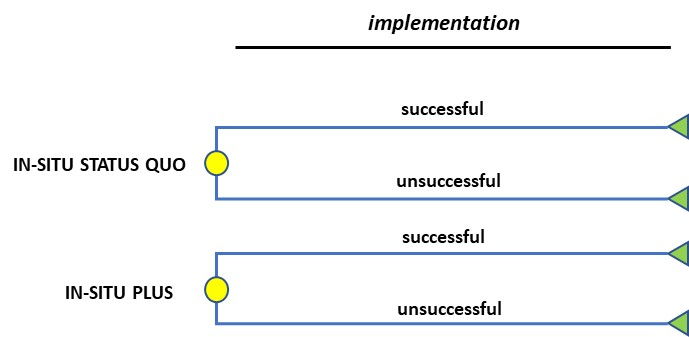 implementation
successful
IN-SITU STATUS QUO
unsuccessful
successful
IN-SITU PLUS
unsuccessful